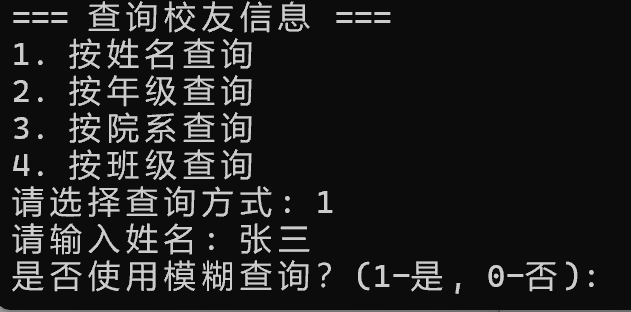 === 查询校友信息 ===
1. 按姓名查询
2. 按年级查询
3. 按院系查询
4. 按班级查询
请选择查询方式: 1
请输入姓名: 张三
是否使用模糊查询? (1-是, 0-否):